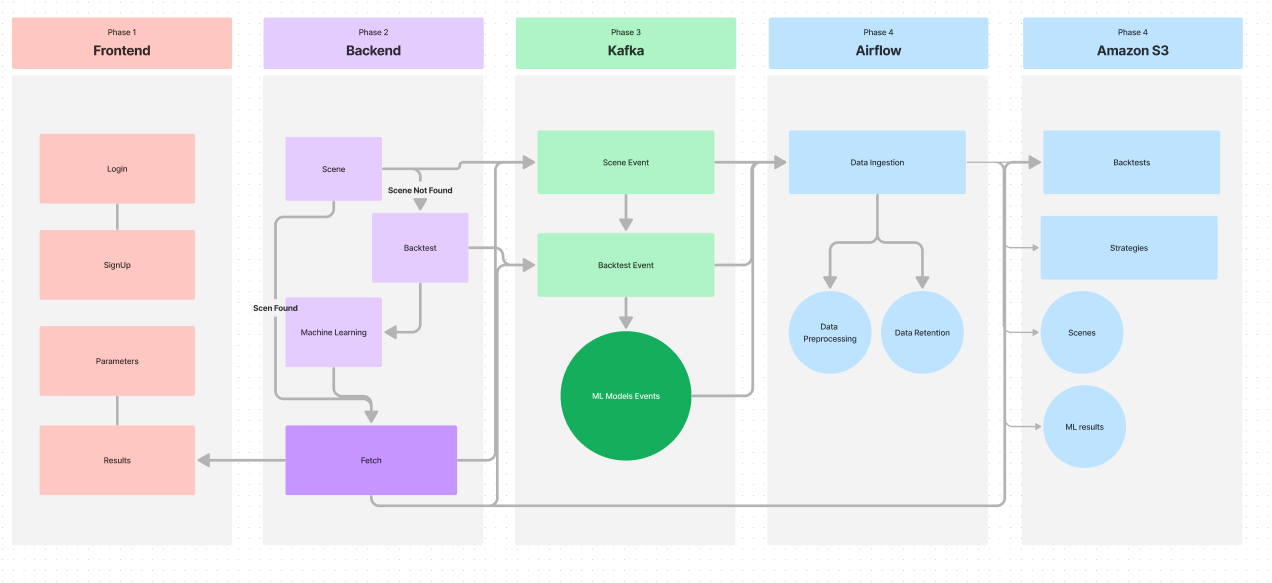 Phase 1
Frontend
Phase 2
Backend
Phase 3
Kafka
Phase 4
Airflow
Phase 4
Amazon S3
Login
SignUp
Parameters
Results
Scene
Scene Not Found
Backtest
Scen Found
Machine Learning
Fetch
Scene Event
Backtest Event
ML Models Events
Data Ingestion
Data
Preprocessing
Data Retention
Backtests
Strategies
Scenes
ML results